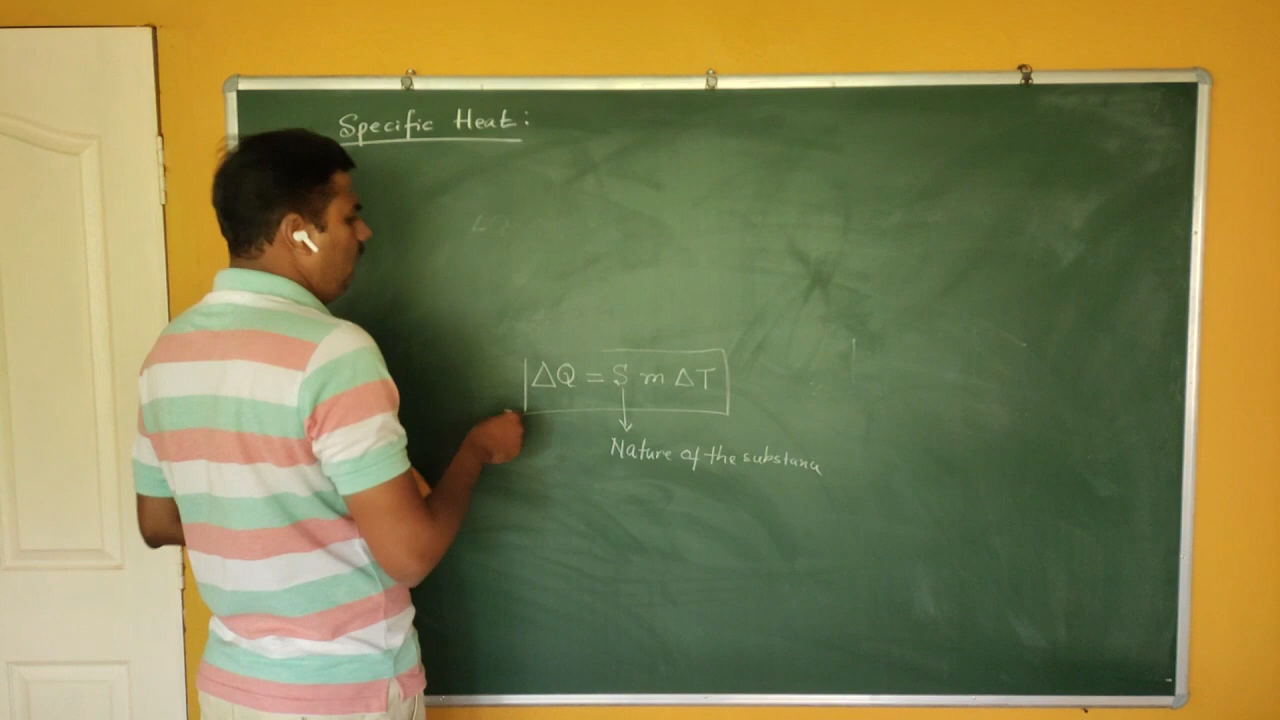 Specific Heat:
ΔQ = S m ΔT
Nature of the substance